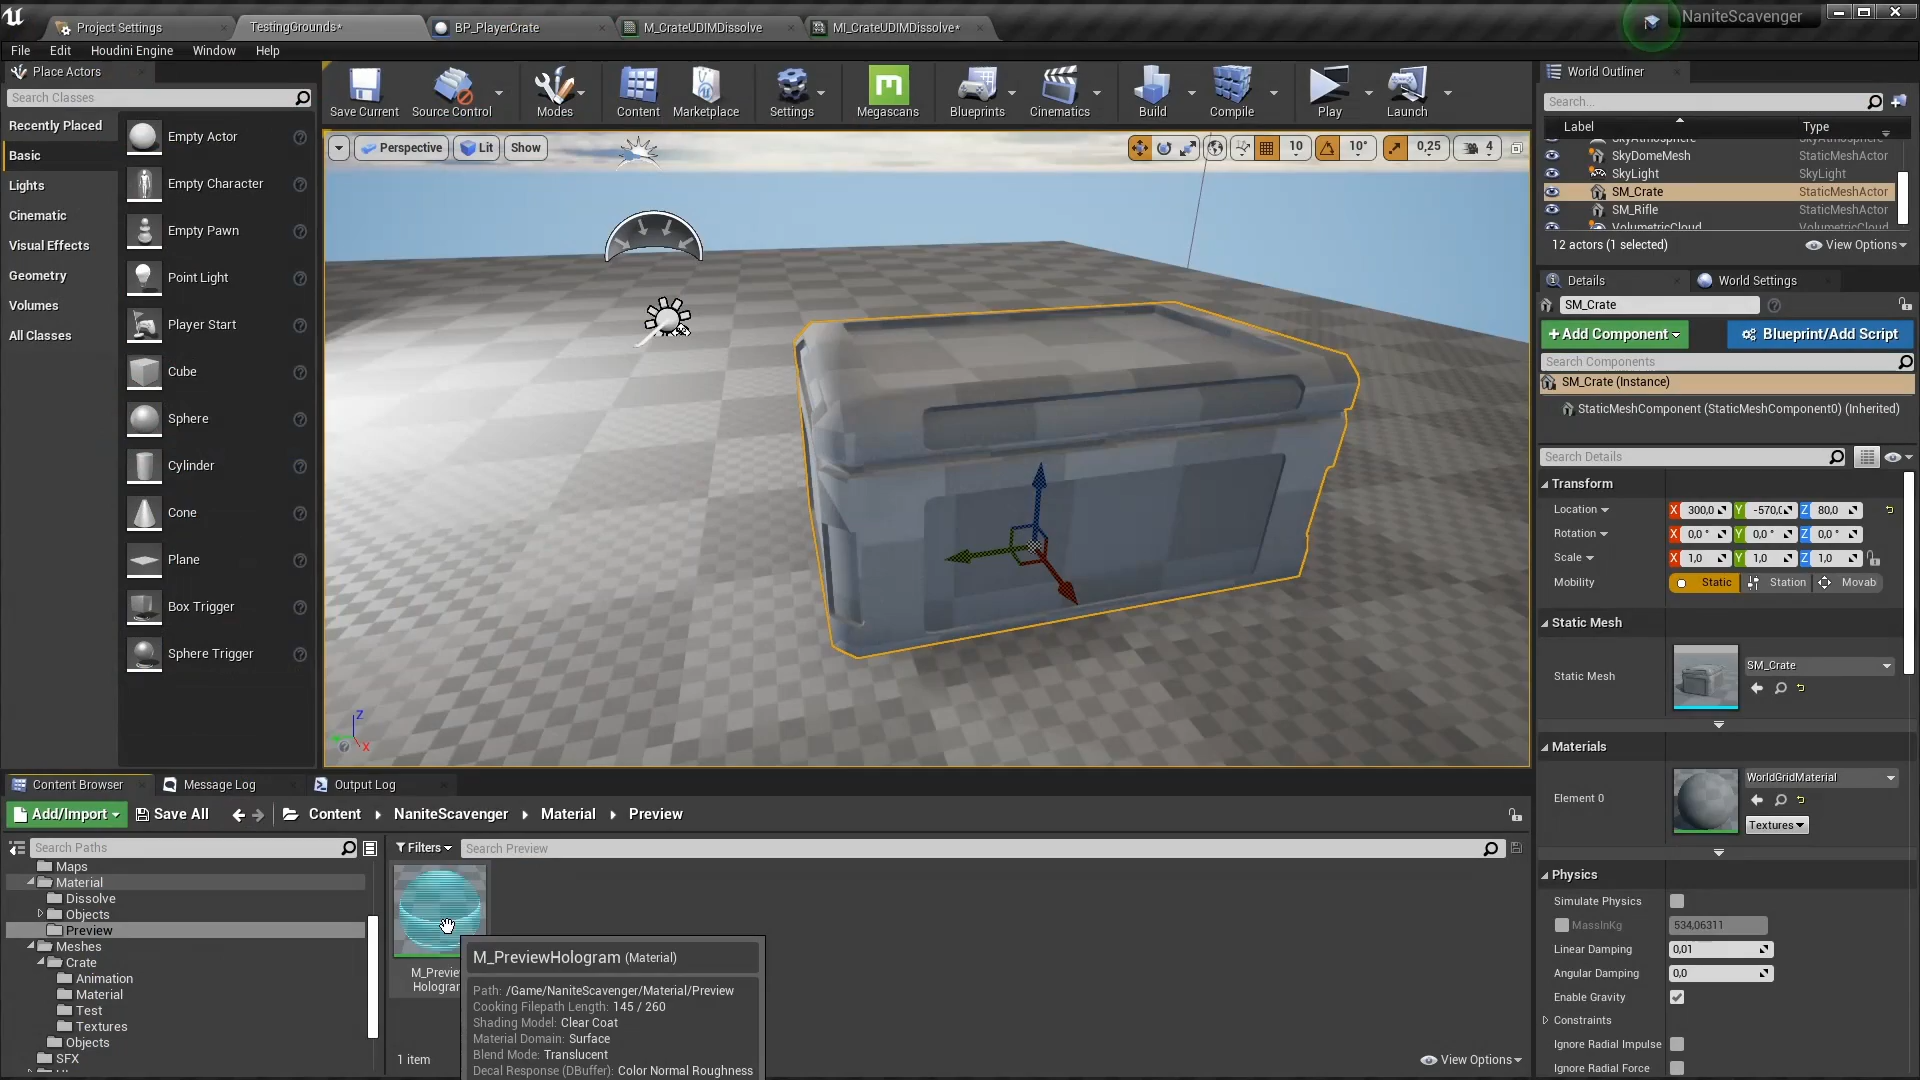 Project Settings
TestingGrounds*
BP_PlayerCrate
M_CrateUDIMDissolve
MI_CrateUDIMDissolve*
NaniteScavenger
File
Edit
Houdini Engine
Window
Help
Place Actors
Search Classes
Recently Placed
Basic
Lights
Cinematic
Visual Effects
Geometry
Volumes
All Classes
Empty Actor
Empty Character
Empty Pawn
Point Light
Player Start
Cube
Sphere
Cylinder
Cone
Plane
Box Trigger
Sphere Trigger
Save Current
Source Control
Modes
Content
Marketplace
Settings
Megascans
Blueprints
Cinematics
Build
Compile
Play
Launch
Perspective
Lit
Show
10
10°
0,25
4
Z
X
World Outliner
Search...
Label
Type
SkyAtmosphere
SkyDomeMesh
StaticMeshActor
SkyLight
SkyLight
SM_Crate
StaticMeshActor
SM_Rifle
StaticMeshActor
VolumetricCloud
12 actors (1 selected)
View Options
Details
World Settings
SM_Crate
+Add Component
Blueprint/Add Script
Search Components
SM_Crate (Instance)
StaticMeshComponent (StaticMeshComponent0) (Inherited)
Search Details
Transform
Location
X 300,0 Y -570,0 Z 80,0
Rotation
X 0,0 ° Y 0,0 ° Z 0,0 °
Scale
X 1,0 Y 1,0 Z 1,0
Mobility
Static
Station
Movab
Static Mesh
Static Mesh
SM_Crate
Materials
Element 0
WorldGridMaterial
Textures
Physics
Simulate Physics
MassInKg
534,06311
Linear Damping
0,01
Angular Damping
0,0
Enable Gravity
Constraints
Ignore Radial Impulse
Ignore Radial Force
Content Browser
Message Log
Output Log
Add/Import
Save All
Content
NaniteScavenger
Material
Preview
Search Paths
Filters
Search Preview
Maps
Material
Dissolve
Objects
Preview
Meshes
Crate
Animation
Material
Test
Textures
Objects
SFX
M_Previe
Hologran
M_PreviewHologram (Material)
Path: /Game/NaniteScavenger/Material/Preview
Cooking Filepath Length: 145 / 260
Shading Model: Clear Coat
Material Domain: Surface
Blend Mode: Translucent
Decal Response (DBuffer): Color Normal Roughness
1 item
View Options